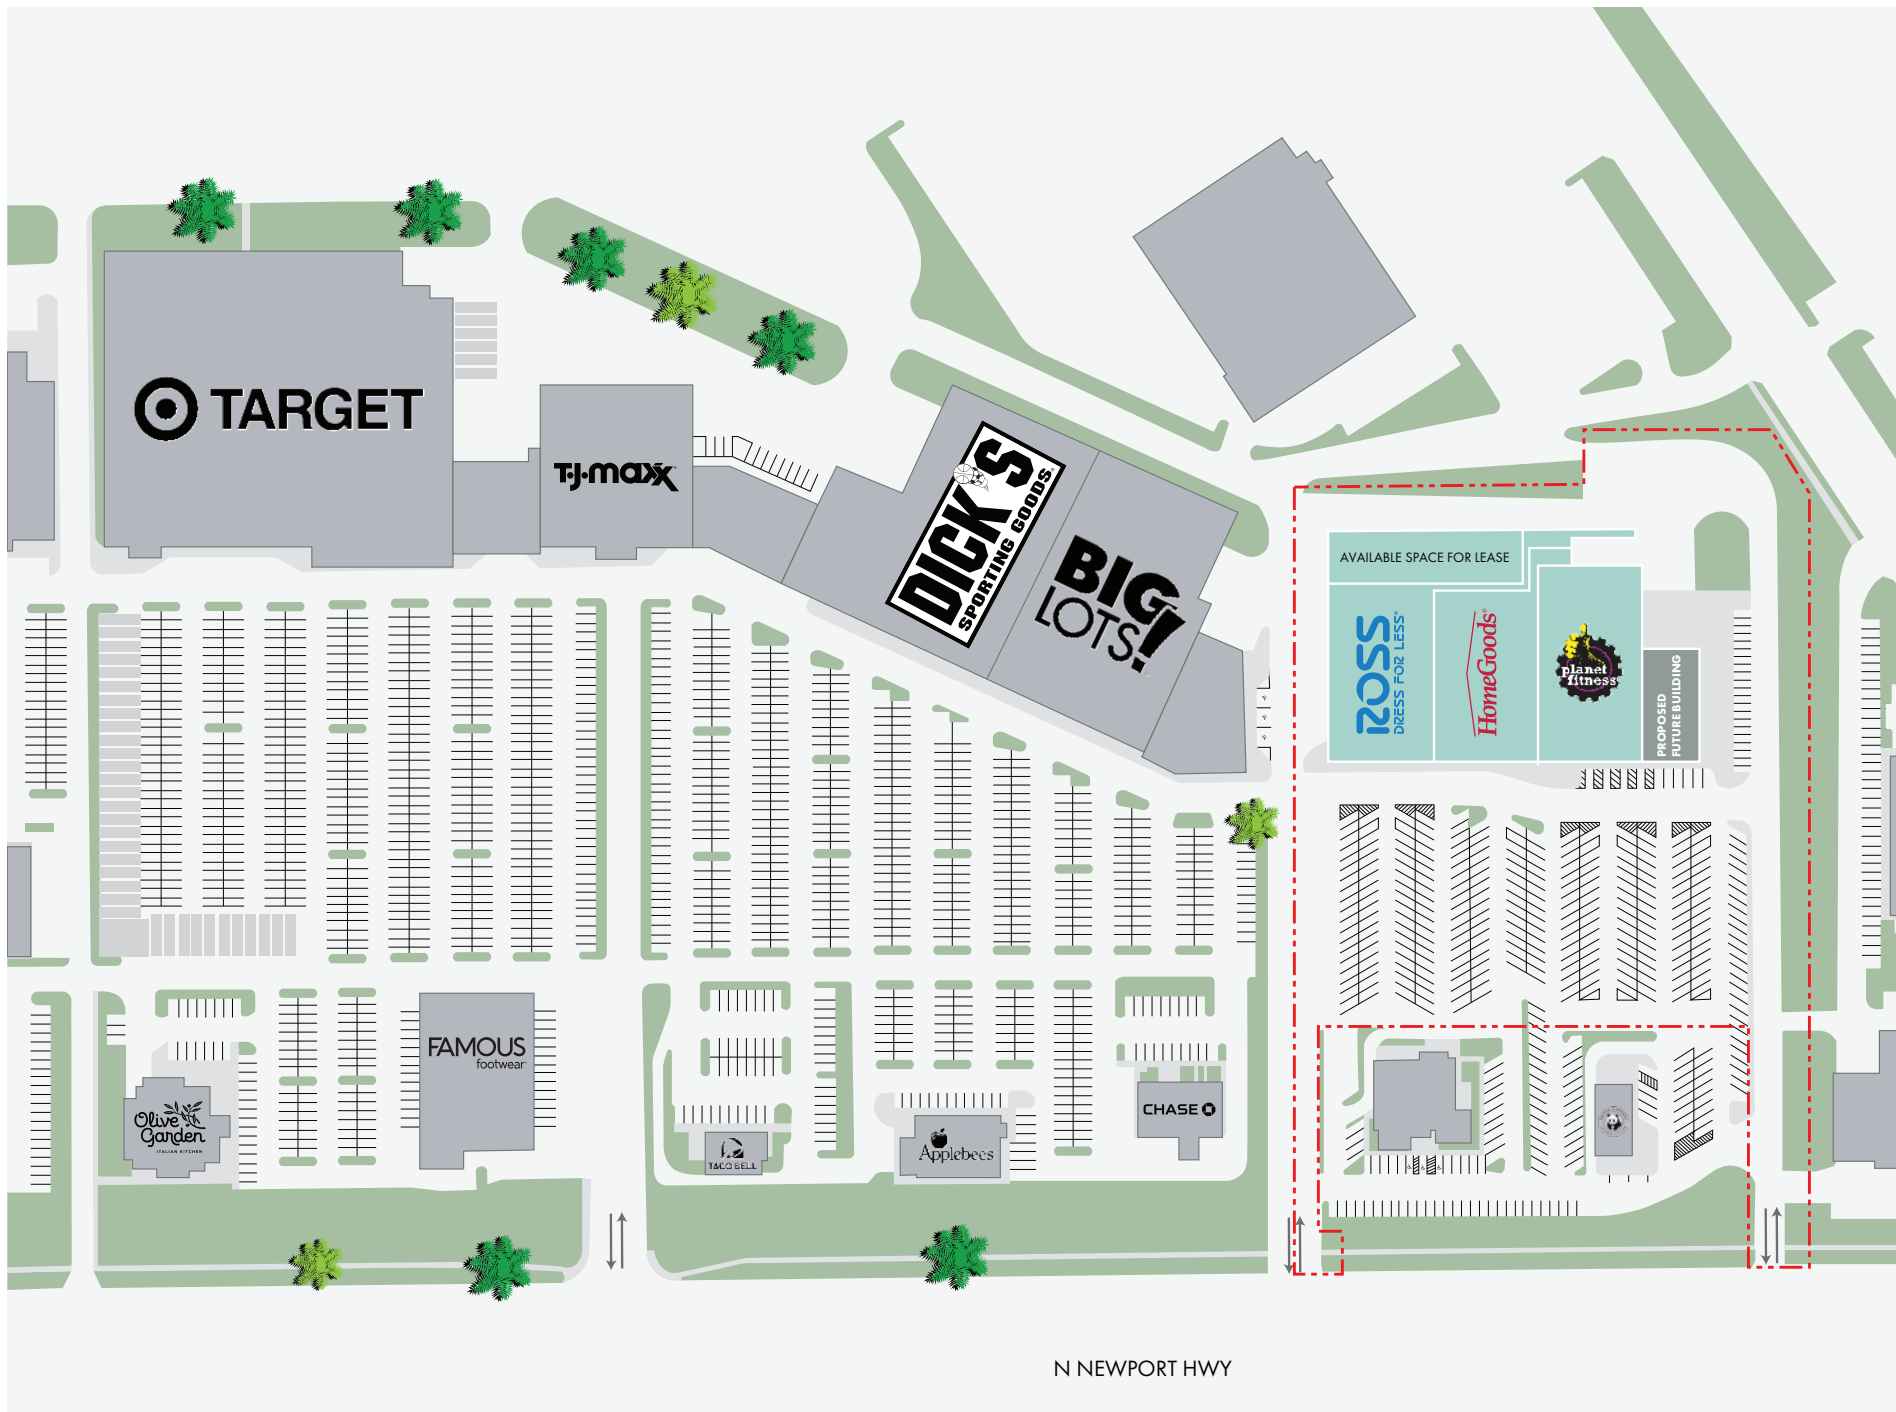 TARGET
T·J·maxx
DICK'S
SPORTING GOODS
BIG
LOTS!
AVAILABLE SPACE FOR LEASE
ROSS
DRESS FOR LESS®
HomeGoods®
planet
fitness
PROPOSED
FUTURE BUILDING
FAMOUS
footwear
Olive
Garden
ITALIAN KITCHEN
TACO BELL
Applebees
CHASE
N NEWPORT HWY